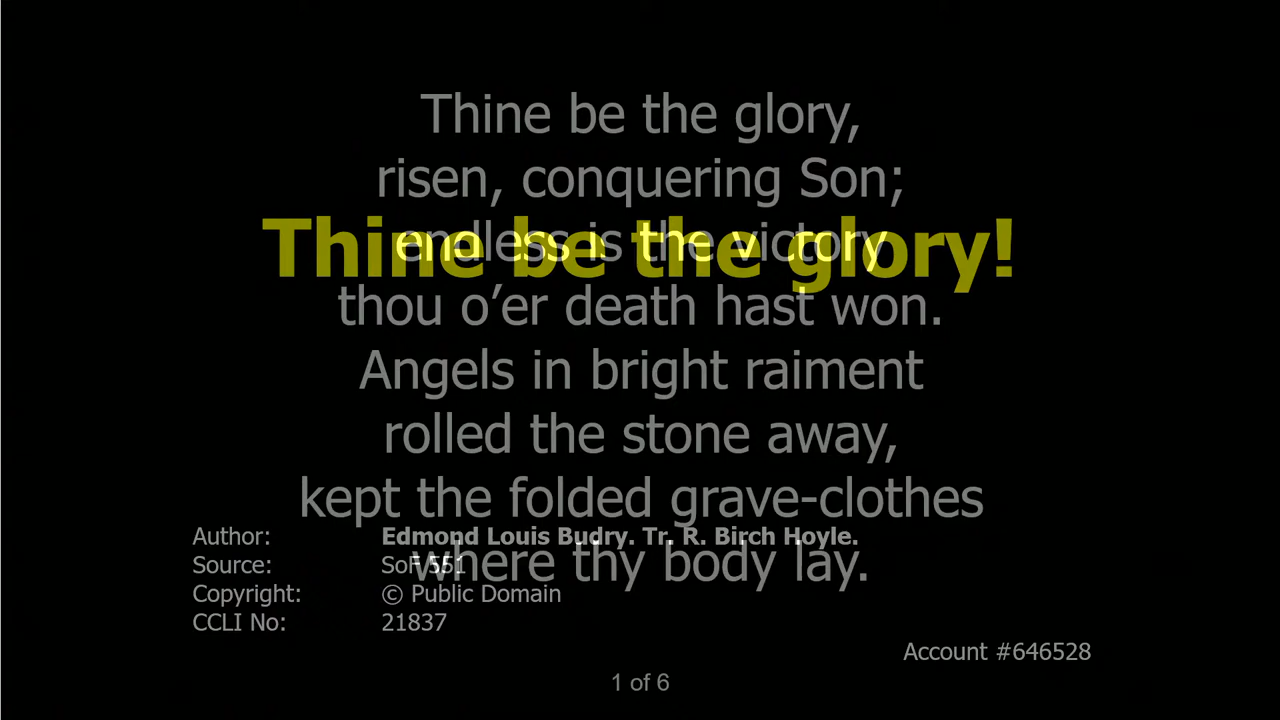 Thine be the glory,
risen, conquering Son;
Thine be the glory!
endless is the victory
thou o’er death hast won.
Angels in bright raiment
rolled the stone away,
kept the folded grave-clothes
where thy body lay.
Author: Edmond Louis Budry. Tr. R. Birch Hoyle.
Source: SoF 551
Copyright: © Public Domain
CCLI No: 21837
Account #646528
1 of 6